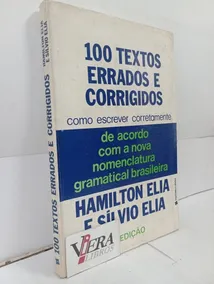 HAMILTON ELIA
E SÍLVIO ELIA
100 TEXTOS ERRADOS E CORRIGIDOS
100 TEXTOS
ERRADOS E
CORRIGIDOS
como escrever corretamente
de acordo
com a nova
nomenclatura
gramatical brasileira
HAMILTON ELIA
E SÍLVIO ELIA
EDIÇÃO
VIERA
LIVROS